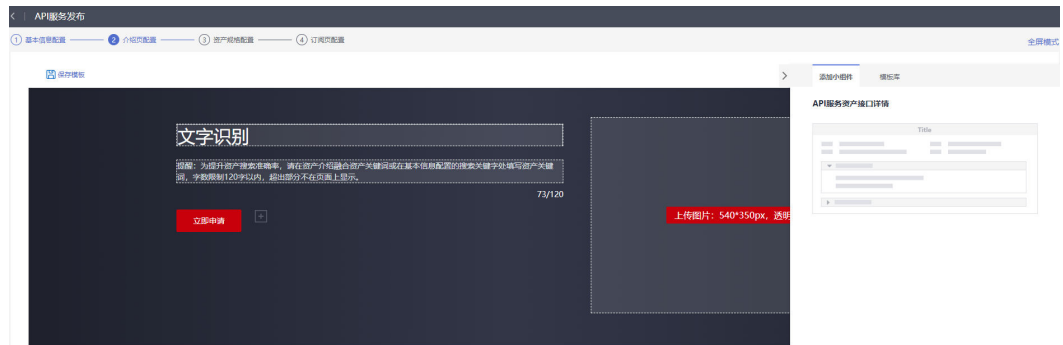 API服务发布
1 基本信息配置 2 介绍页配置 3 资产规格配置 4 订阅页配置
全屏模式
保存模板
添加小组件 模板库
API服务资产接口详情
Title
文字识别
提醒：为提升资产搜索准确率，请在资产介绍融合资产关键词或在基本信息配置的搜索关键字处填写资产关键
词，字数限制120字以内，超出部分不在页面上显示。
73/120
立即申请
上传图片：540*350px，透明